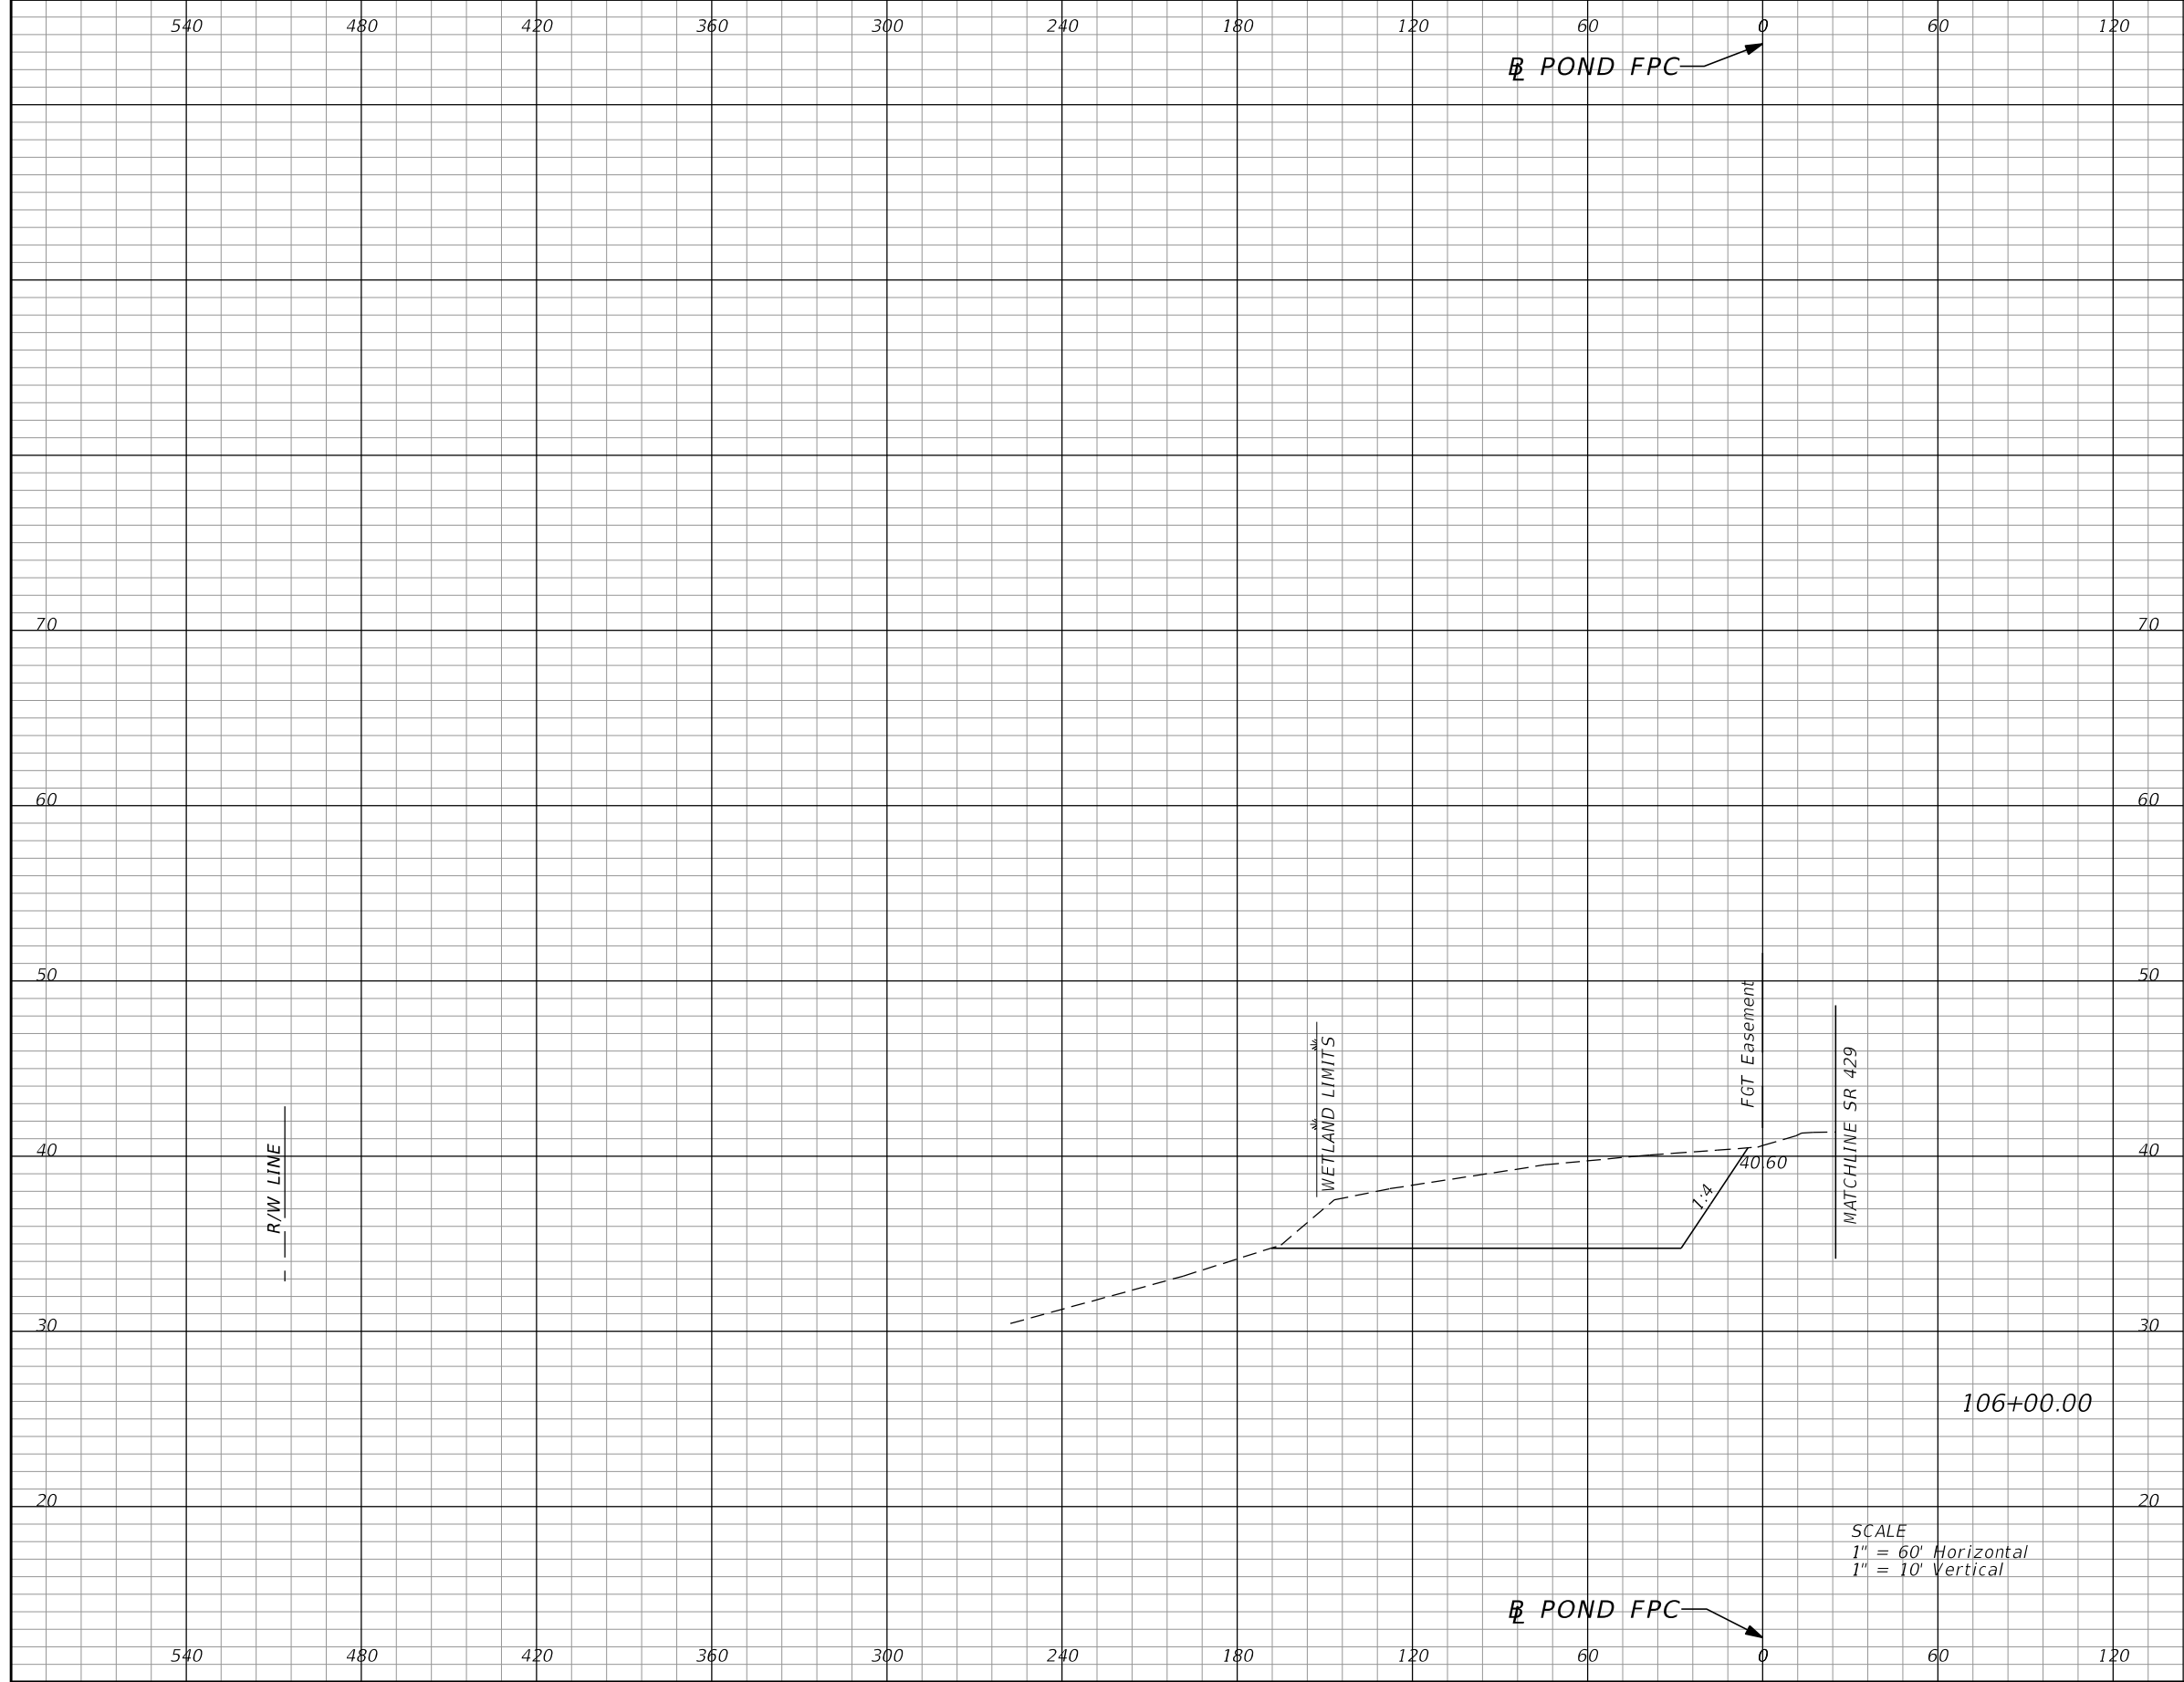 540 480 420 360 300 240 180 120 60 0 60 120
BL POND FPC
70 70
60 60
50 50
FGT Easement
WETLAND LIMITS
MATCHLINE SR 429
R/W LINE
40 40
40.60
1:4
30 30
106+00.00
20 20
SCALE
1" = 60' Horizontal
1" = 10' Vertical
BL POND FPC
540 480 420 360 300 240 180 120 60 0 60 120